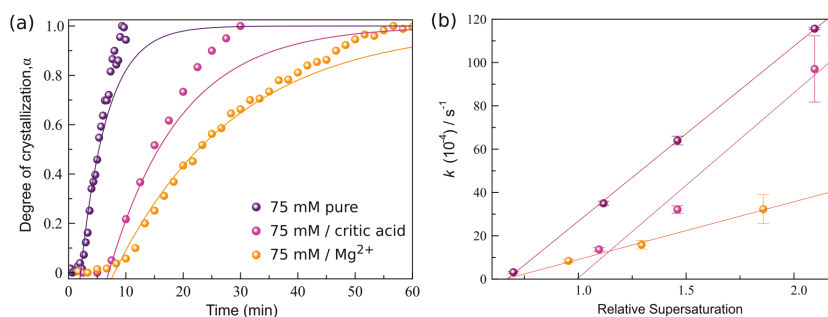 (a)
Degree of crystallization,α
1.0
0.8
0.6
0.4
0.2
0.0
0
10
20
30
40
50
60
Time (min)
75 mM pure
75 mM / critic acid
75 mM / Mg2+
(b)
k (10-4) / s-1
120
100
80
60
40
20
0
1.0
1.5
2.0
Relative Supersaturation